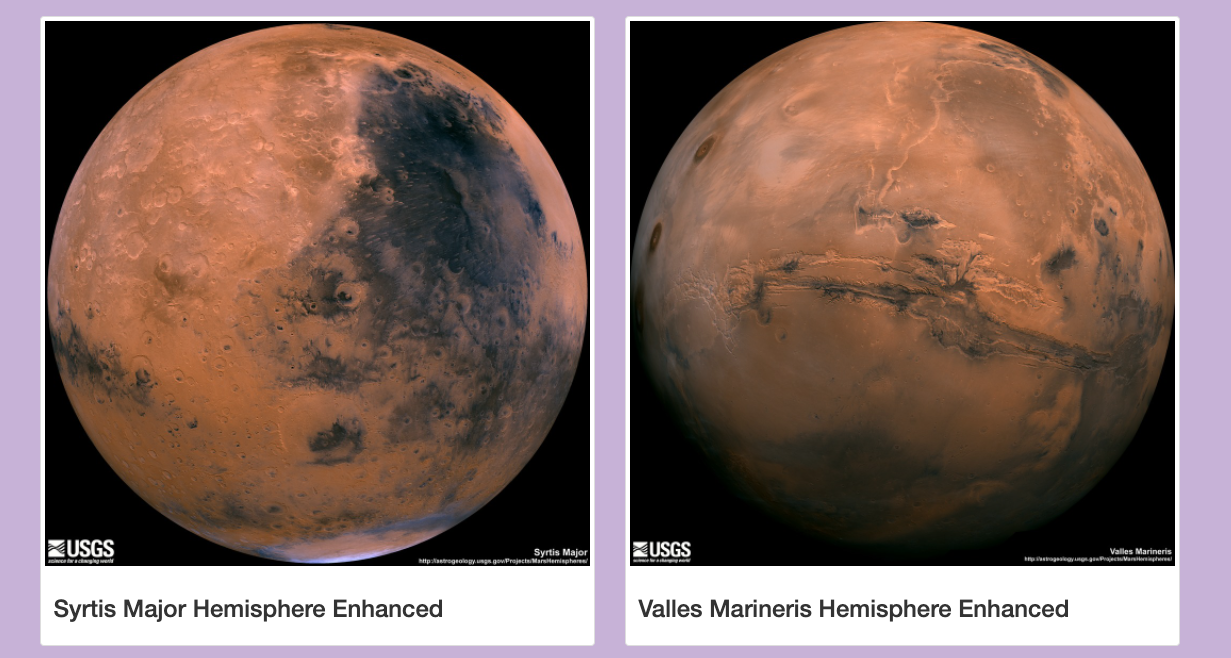 USGS
science for a changing world
Syrtis Major
http://astrogeology.usgs.gov/Projects/MarsHemispheres/
USGS
science for a changing world
Valles Marineris
http://astrogeology.usgs.gov/Projects/MarsHemispheres/
Syrtis Major Hemisphere Enhanced
Valles Marineris Hemisphere Enhanced